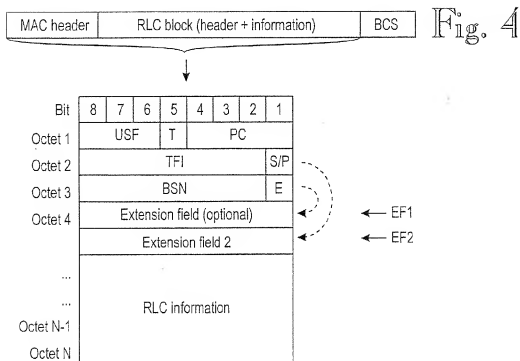 MAC header RLC block (header + information) BCS Fig. 4
Bit 8 7 6 5 4 3 2 1
Octet 1 USF T PC
Octet 2 TFI S/P
Octet 3 BSN E
Octet 4 Extension field (optional) EF1
Extension field 2 EF2
...
... RLC information
Octet N-1
Octet N